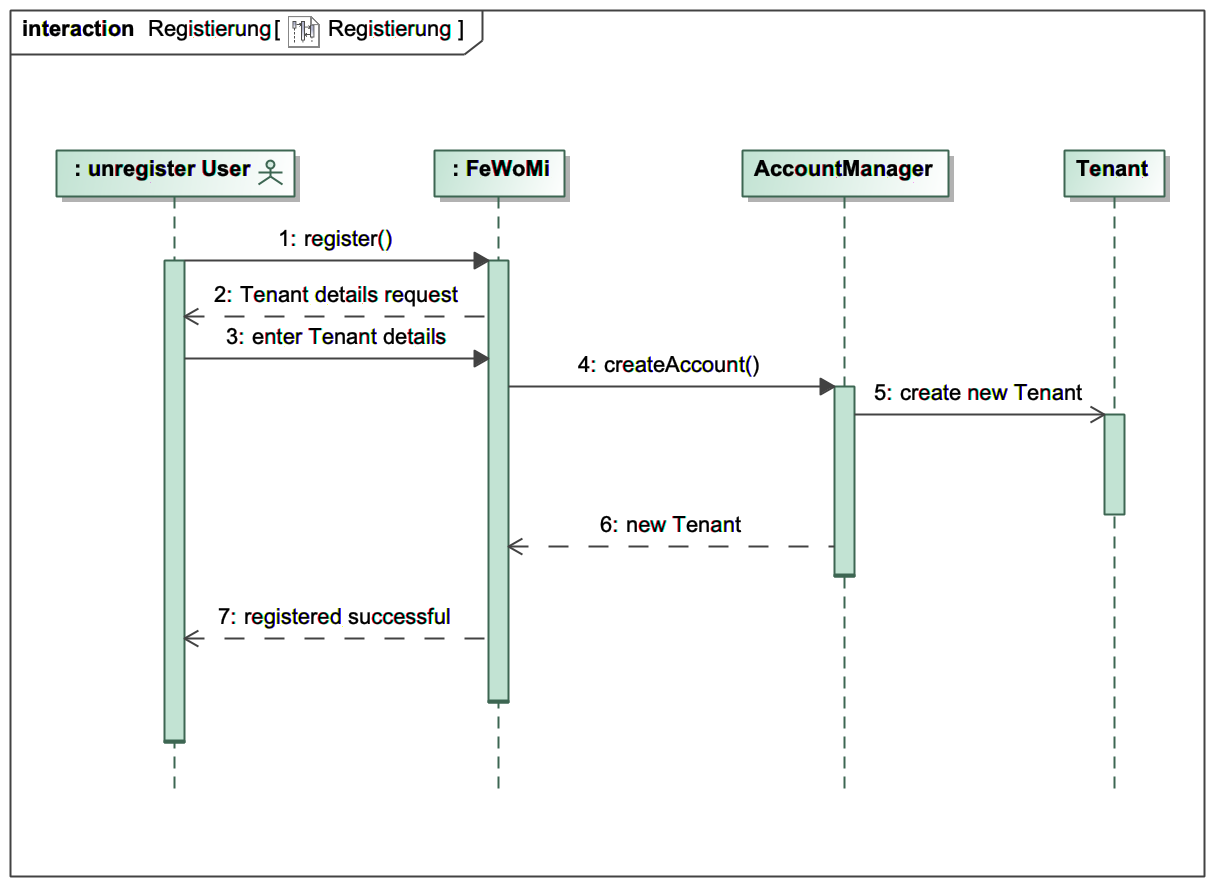 interaction Registierung[ Registierung ]
: unregister User
: FeWoMi
AccountManager
Tenant
1: register()
2: Tenant details request
3: enter Tenant details
4: createAccount()
5: create new Tenant
6: new Tenant
7: registered successful